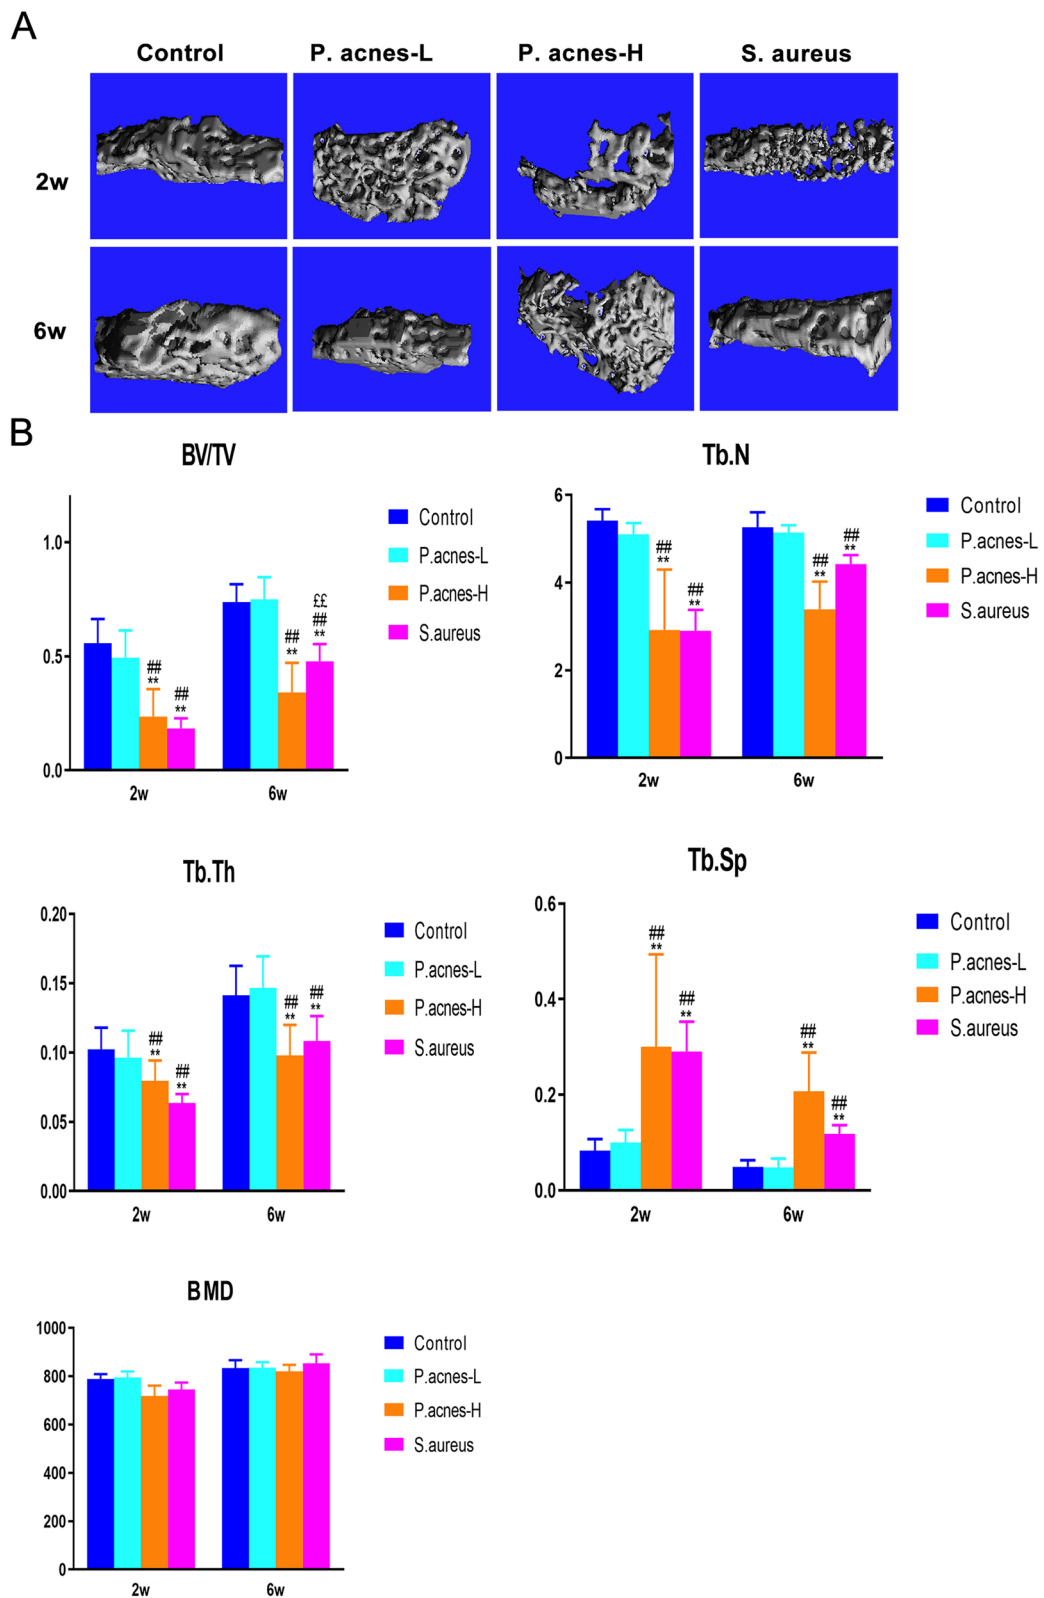 A
Control P. acnes-L P. acnes-H S. aureus
2w
6w
B
BV/TV
1.0
0.5
0.0
##
**
##
**
##
**
££
##
**
2w 6w
Control
P.acnes-L
P.acnes-H
S.aureus
Tb.N
6
4
2
0
##
**
##
**
##
**
##
**
2w 6w
Control
P.acnes-L
P.acnes-H
S.aureus
Tb.Th
0.20
0.15
0.10
0.05
0.00
##
**
##
**
##
**
##
**
2w 6w
Control
P.acnes-L
P.acnes-H
S.aureus
Tb.Sp
0.6
0.4
0.2
0.0
##
**
##
**
##
**
##
**
2w 6w
Control
P.acnes-L
P.acnes-H
S.aureus
BMD
1000
800
600
400
200
0
2w 6w
Control
P.acnes-L
P.acnes-H
S.aureus